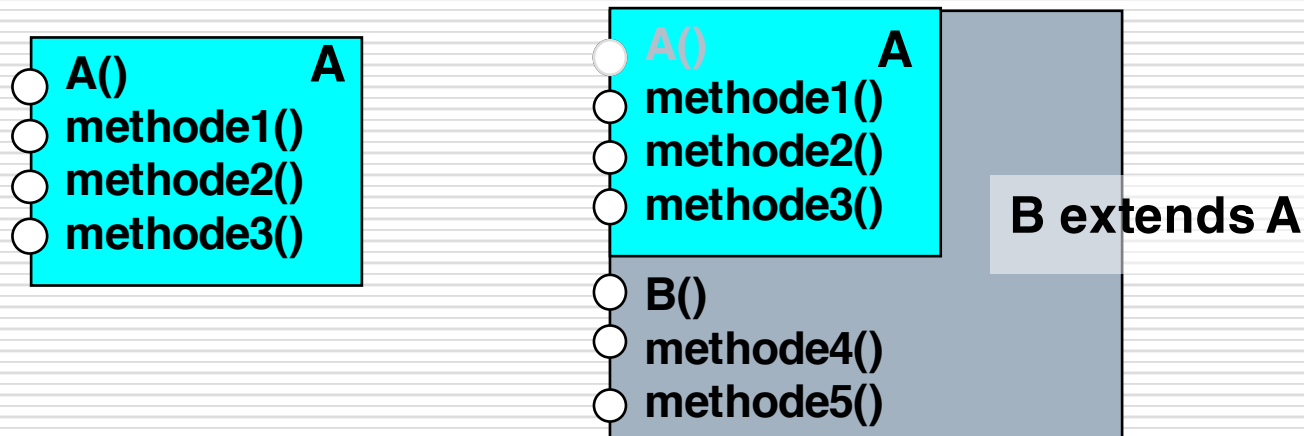 A() A
methode1()
methode2()
methode3()
A() A
methode1()
methode2()
methode3()
B extends A
B()
methode4()
methode5()